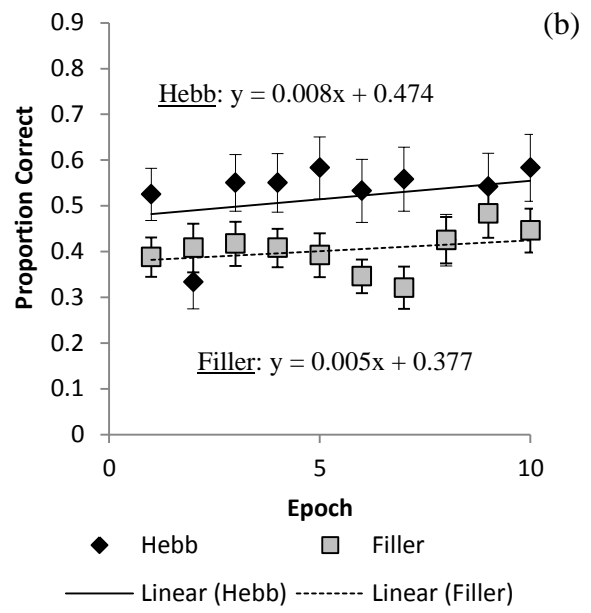 (b)
0.9
0.8
0.7
0.6
0.5
0.4
0.3
0.2
0.1
0
Proportion Correct
Hebb: y = 0.008x + 0.474
Filler: y = 0.005x + 0.377
0 5 10
Epoch
Hebb Filler
Linear (Hebb) Linear (Filler)